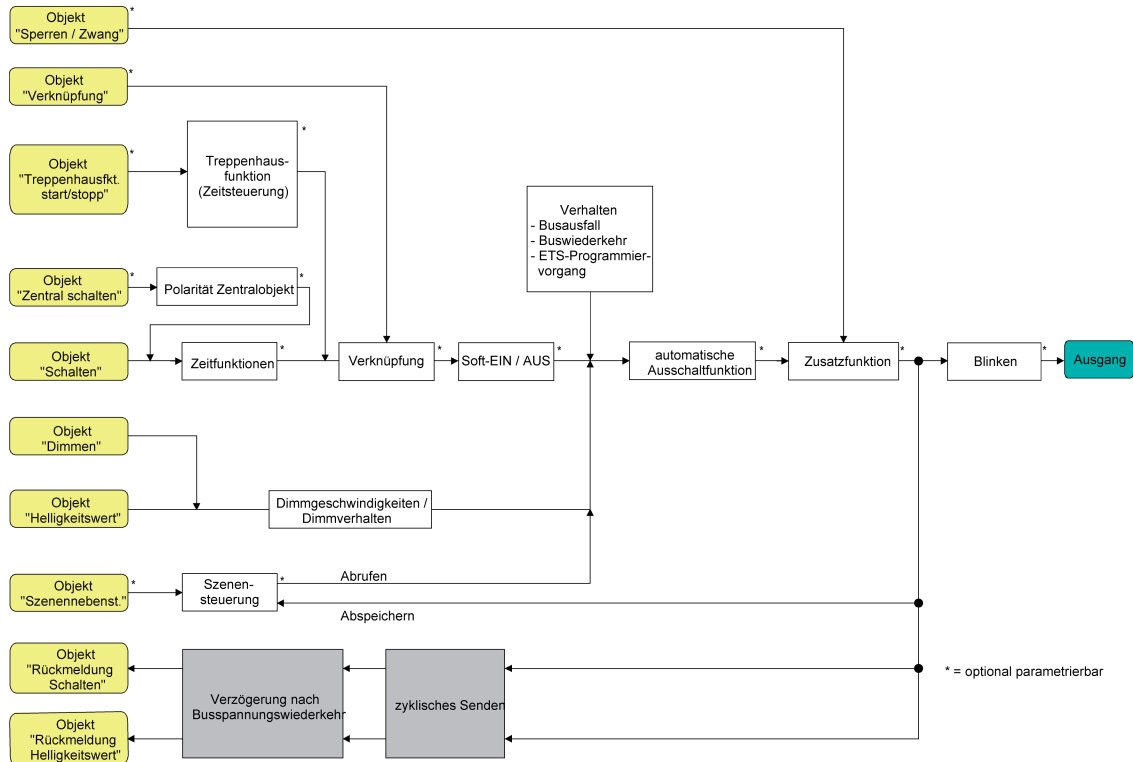 Objekt
"Sperren / Zwang"
*
Objekt
"Verknüpfung"
*
Objekt
"Treppenhausfkt.
start/stopp"
*
Treppenhaus-
funktion
(Zeitsteuerung)
*
Verhalten
- Busausfall
- Buswiederkehr
- ETS-Programmier-
vorgang
Objekt
"Zentral schalten"
*
Polarität Zentralobjekt
*
Objekt
"Schalten"
Zeitfunktionen
*
Verknüpfung
*
Soft-EIN / AUS
*
automatische
Ausschaltfunktion
*
Zusatzfunktion
*
Blinken
*
Ausgang
Objekt
"Dimmen"
Objekt
"Helligkeitswert"
Dimmgeschwindigkeiten /
Dimmverhalten
Objekt
"Szenennebenst."
*
Szenen-
steuerung
*
Abrufen
Abspeichern
Objekt
"Rückmeldung
Schalten"
Verzögerung nach
Busspannungswiederkehr
zyklisches Senden
* = optional parametrierbar
Objekt
"Rückmeldung
Helligkeitswert"